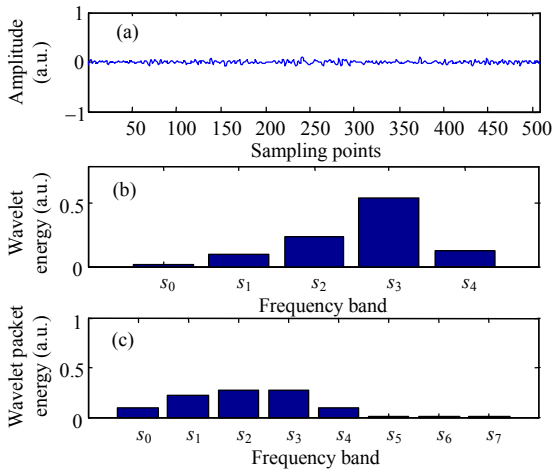 Amplitude
(a.u.)
1
0
−1
(a)
50 100 150 200 250 300 350 400 450 500
Sampling points
Wavelet
energy (a.u.)
0.5
0
(b)
s0 s1 s2 s3 s4
Frequency band
Wavelet packet
energy (a.u.)
1
0.5
0
(c)
s0 s1 s2 s3 s4 s5 s6 s7
Frequency band